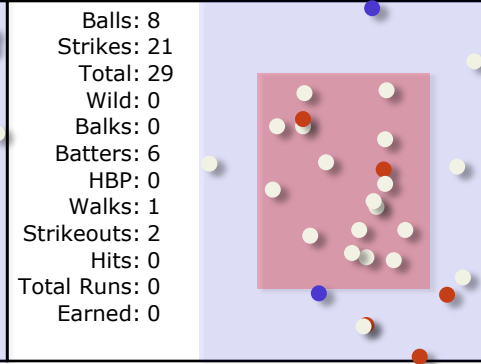 Balls: 8
Strikes: 21
Total: 29
Wild: 0
Balks: 0
Batters: 6
HBP: 0
Walks: 1
Strikeouts: 2
Hits: 0
Total Runs: 0
Earned: 0